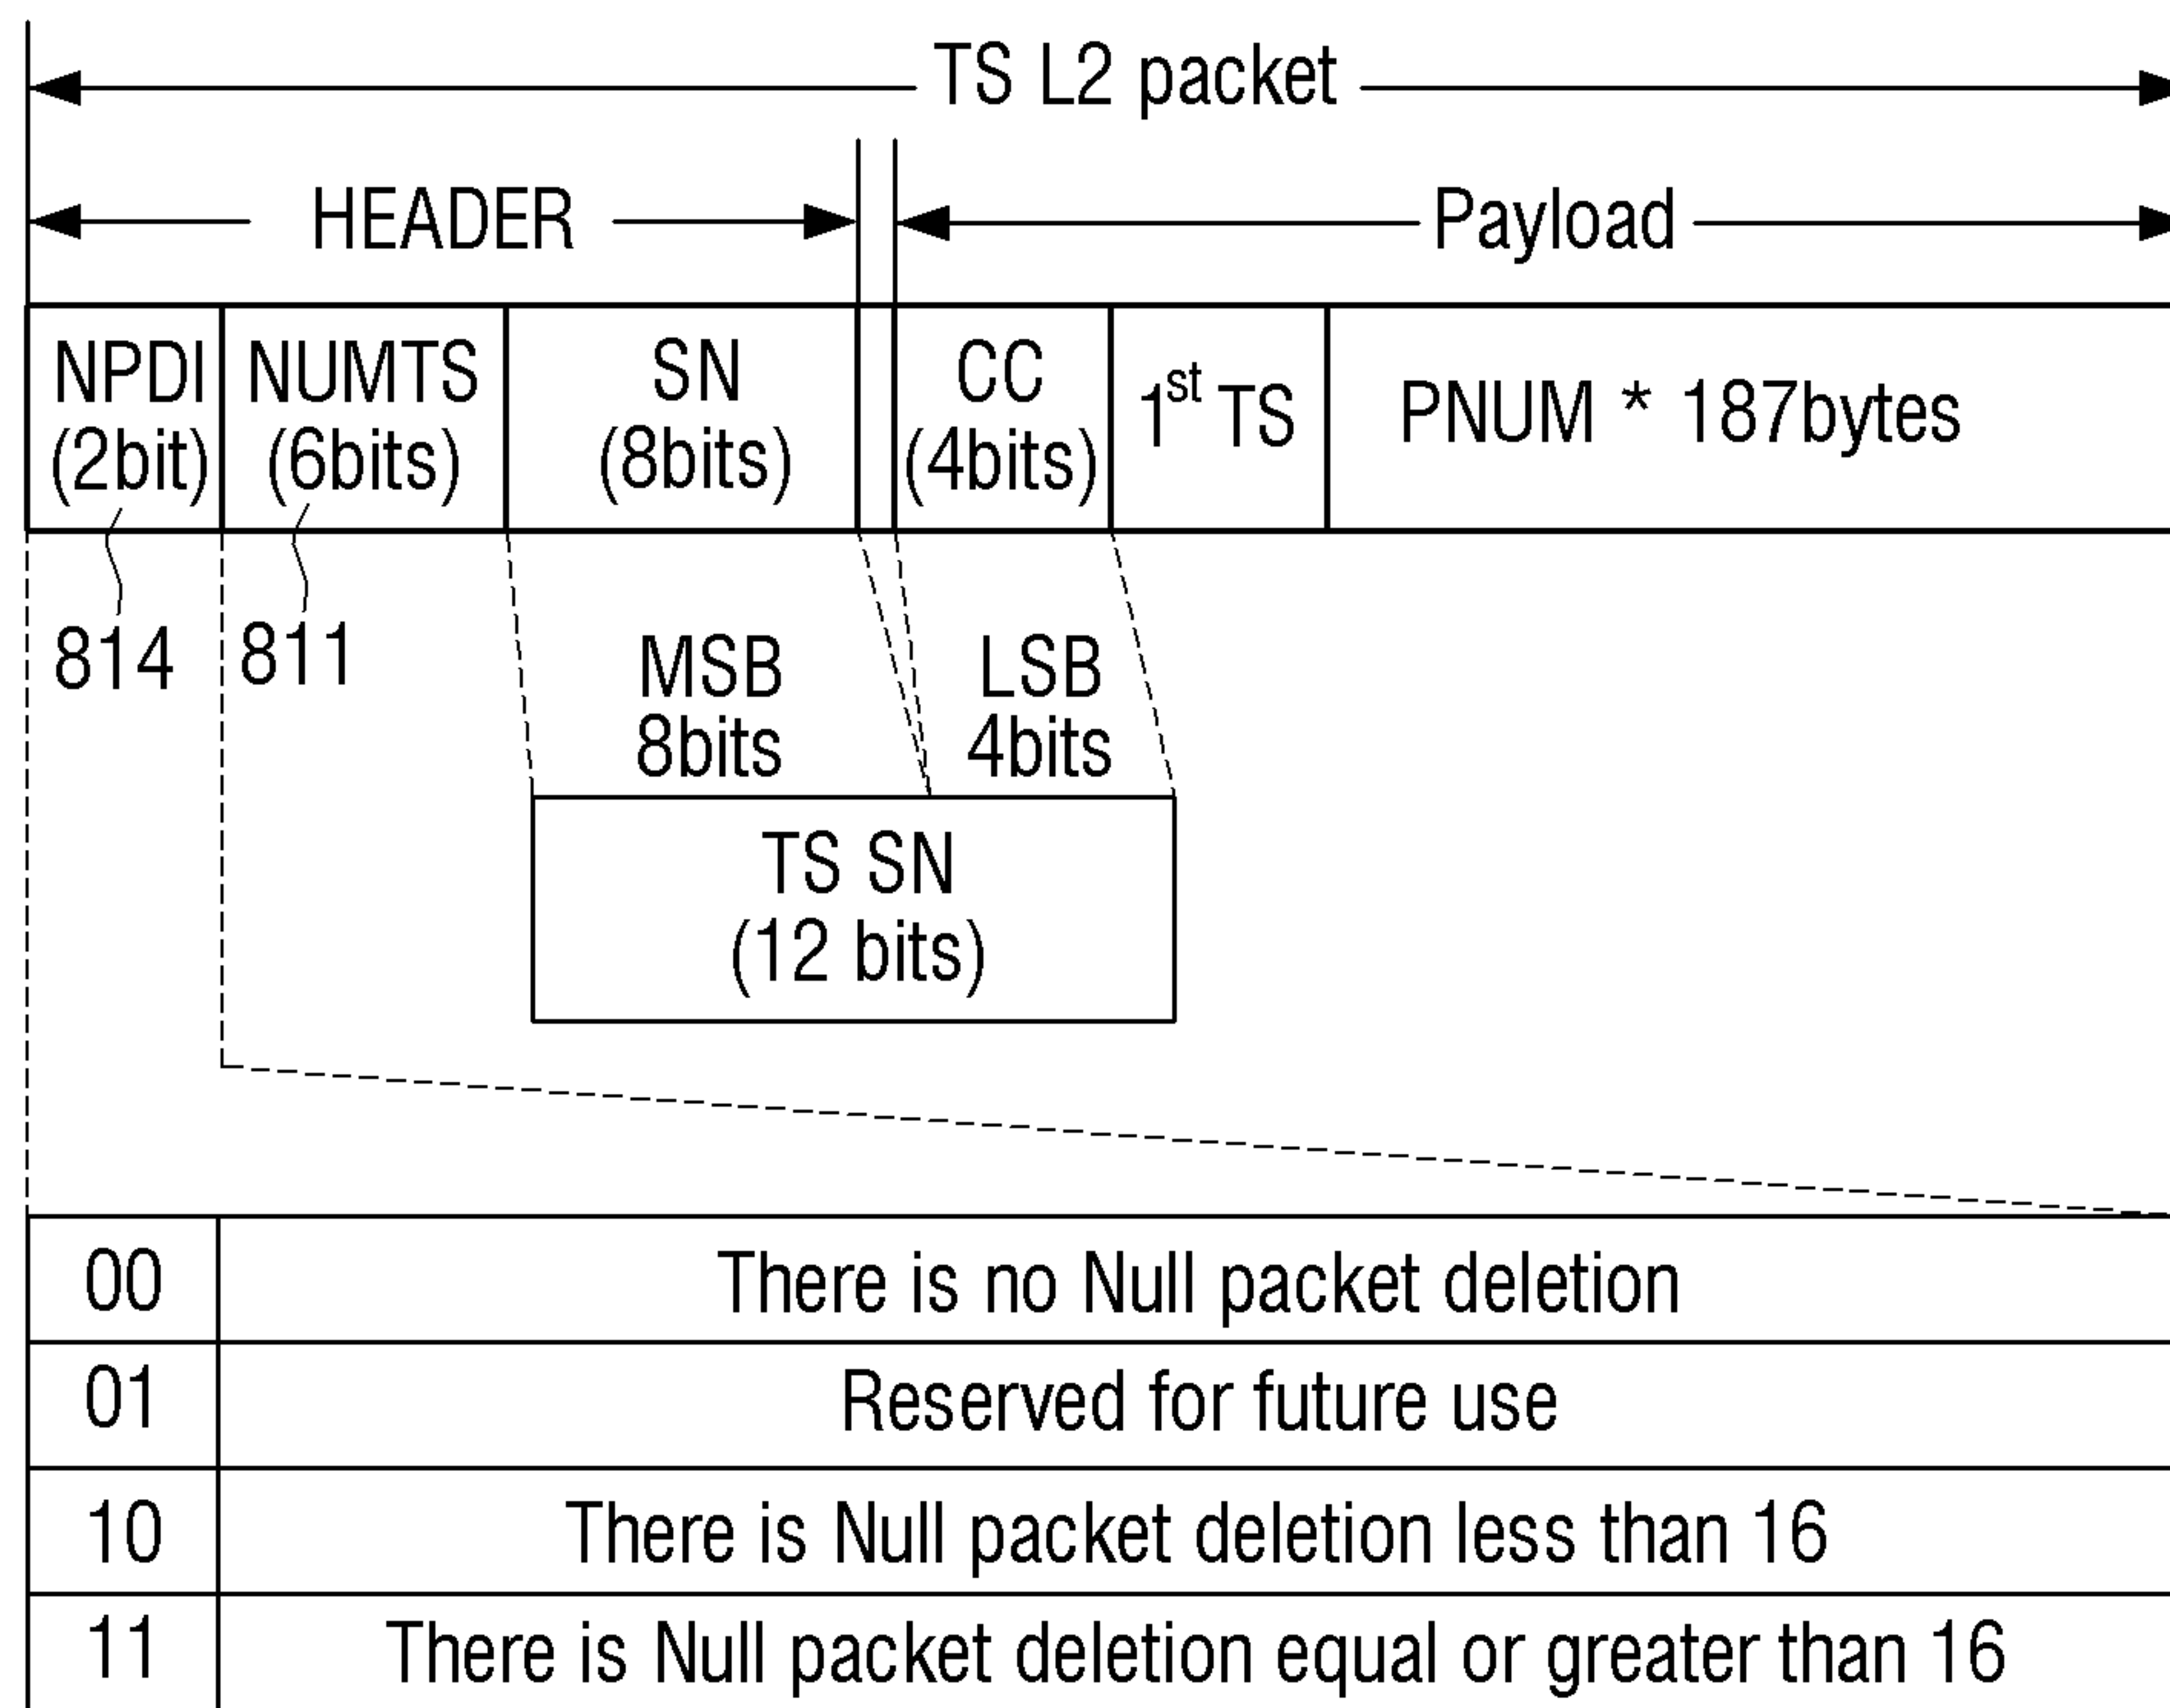 TS L2 packet
HEADER
Payload
NPDI
(2bit)
NUMTS
(6bits)
SN
(8bits)
CC
(4bits)
1st TS
PNUM * 187bytes
814
811
MSB
8bits
LSB
4bits
TS SN
(12 bits)
00 There is no Null packet deletion
01 Reserved for future use
10 There is Null packet deletion less than 16
11 There is Null packet deletion equal or greater than 16